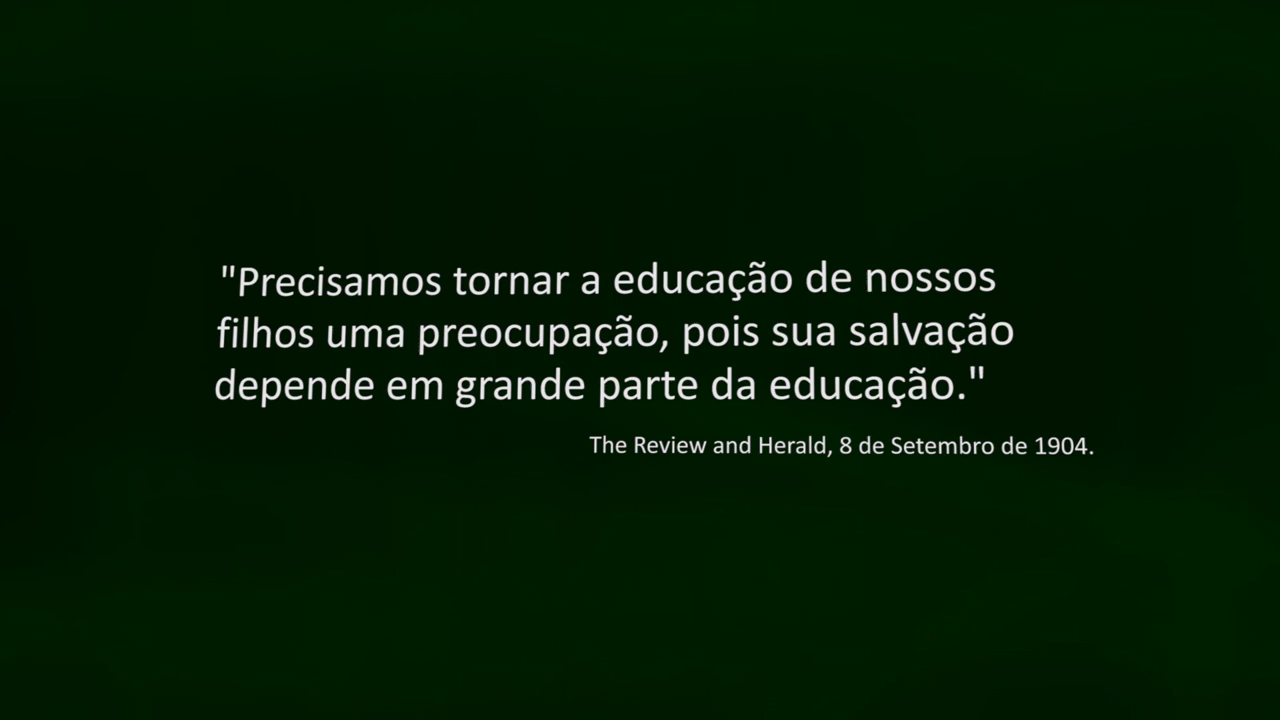 "Precisamos tornar a educação de nossos
filhos uma preocupação, pois sua salvação
depende em grande parte da educação."
The Review and Herald, 8 de Setembro de 1904.